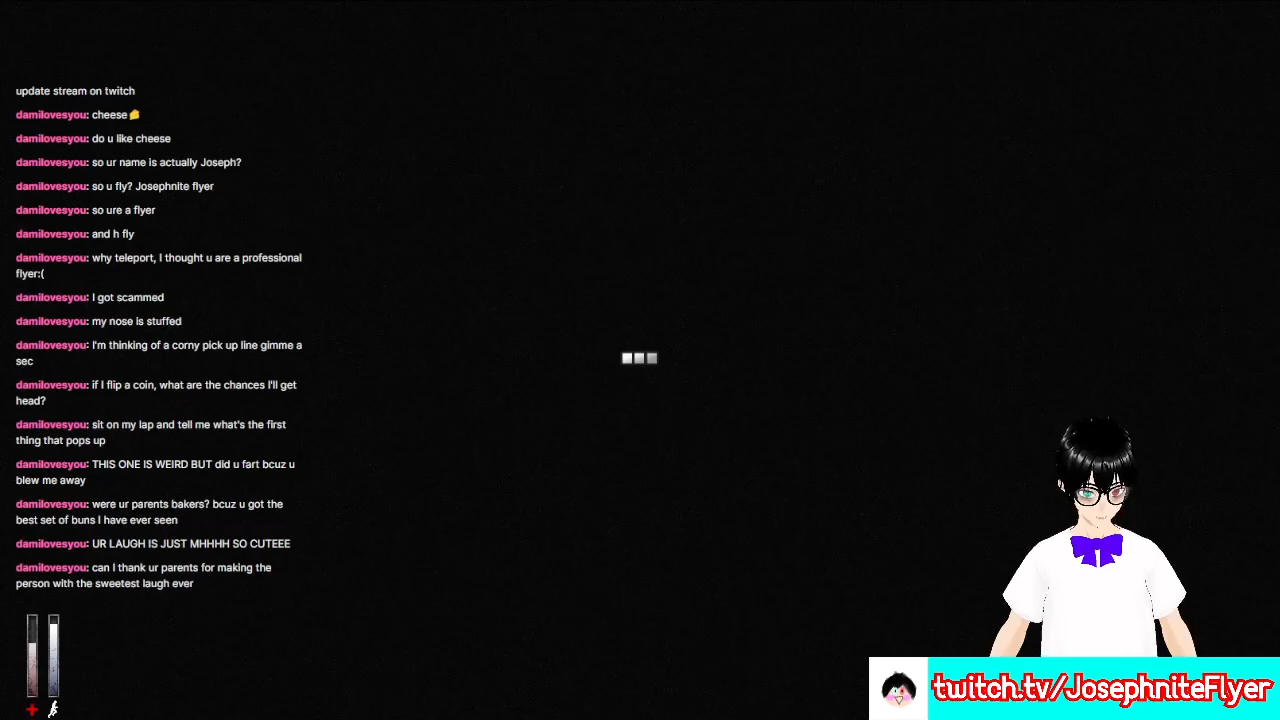 update stream on twitch
damilovesyou: cheese🧀
damilovesyou: do u like cheese
damilovesyou: so ur name is actually Joseph?
damilovesyou: so u fly? Josephnite flyer
damilovesyou: so ure a flyer
damilovesyou: and h fly
damilovesyou: why teleport, I thought u are a professional
flyer:(
damilovesyou: I got scammed
damilovesyou: my nose is stuffed
damilovesyou: I'm thinking of a corny pick up line gimme a
sec
damilovesyou: if I flip a coin, what are the chances I'll get
head?
damilovesyou: sit on my lap and tell me what's the first
thing that pops up
damilovesyou: THIS ONE IS WEIRD BUT did u fart bcuz u
blew me away
damilovesyou: were ur parents bakers? bcuz u got the
best set of buns I have ever seen
damilovesyou: UR LAUGH IS JUST MHHHH SO CUTEEE
damilovesyou: can I thank ur parents for making the
person with the sweetest laugh ever
twitch.tv/JosephniteFlyer